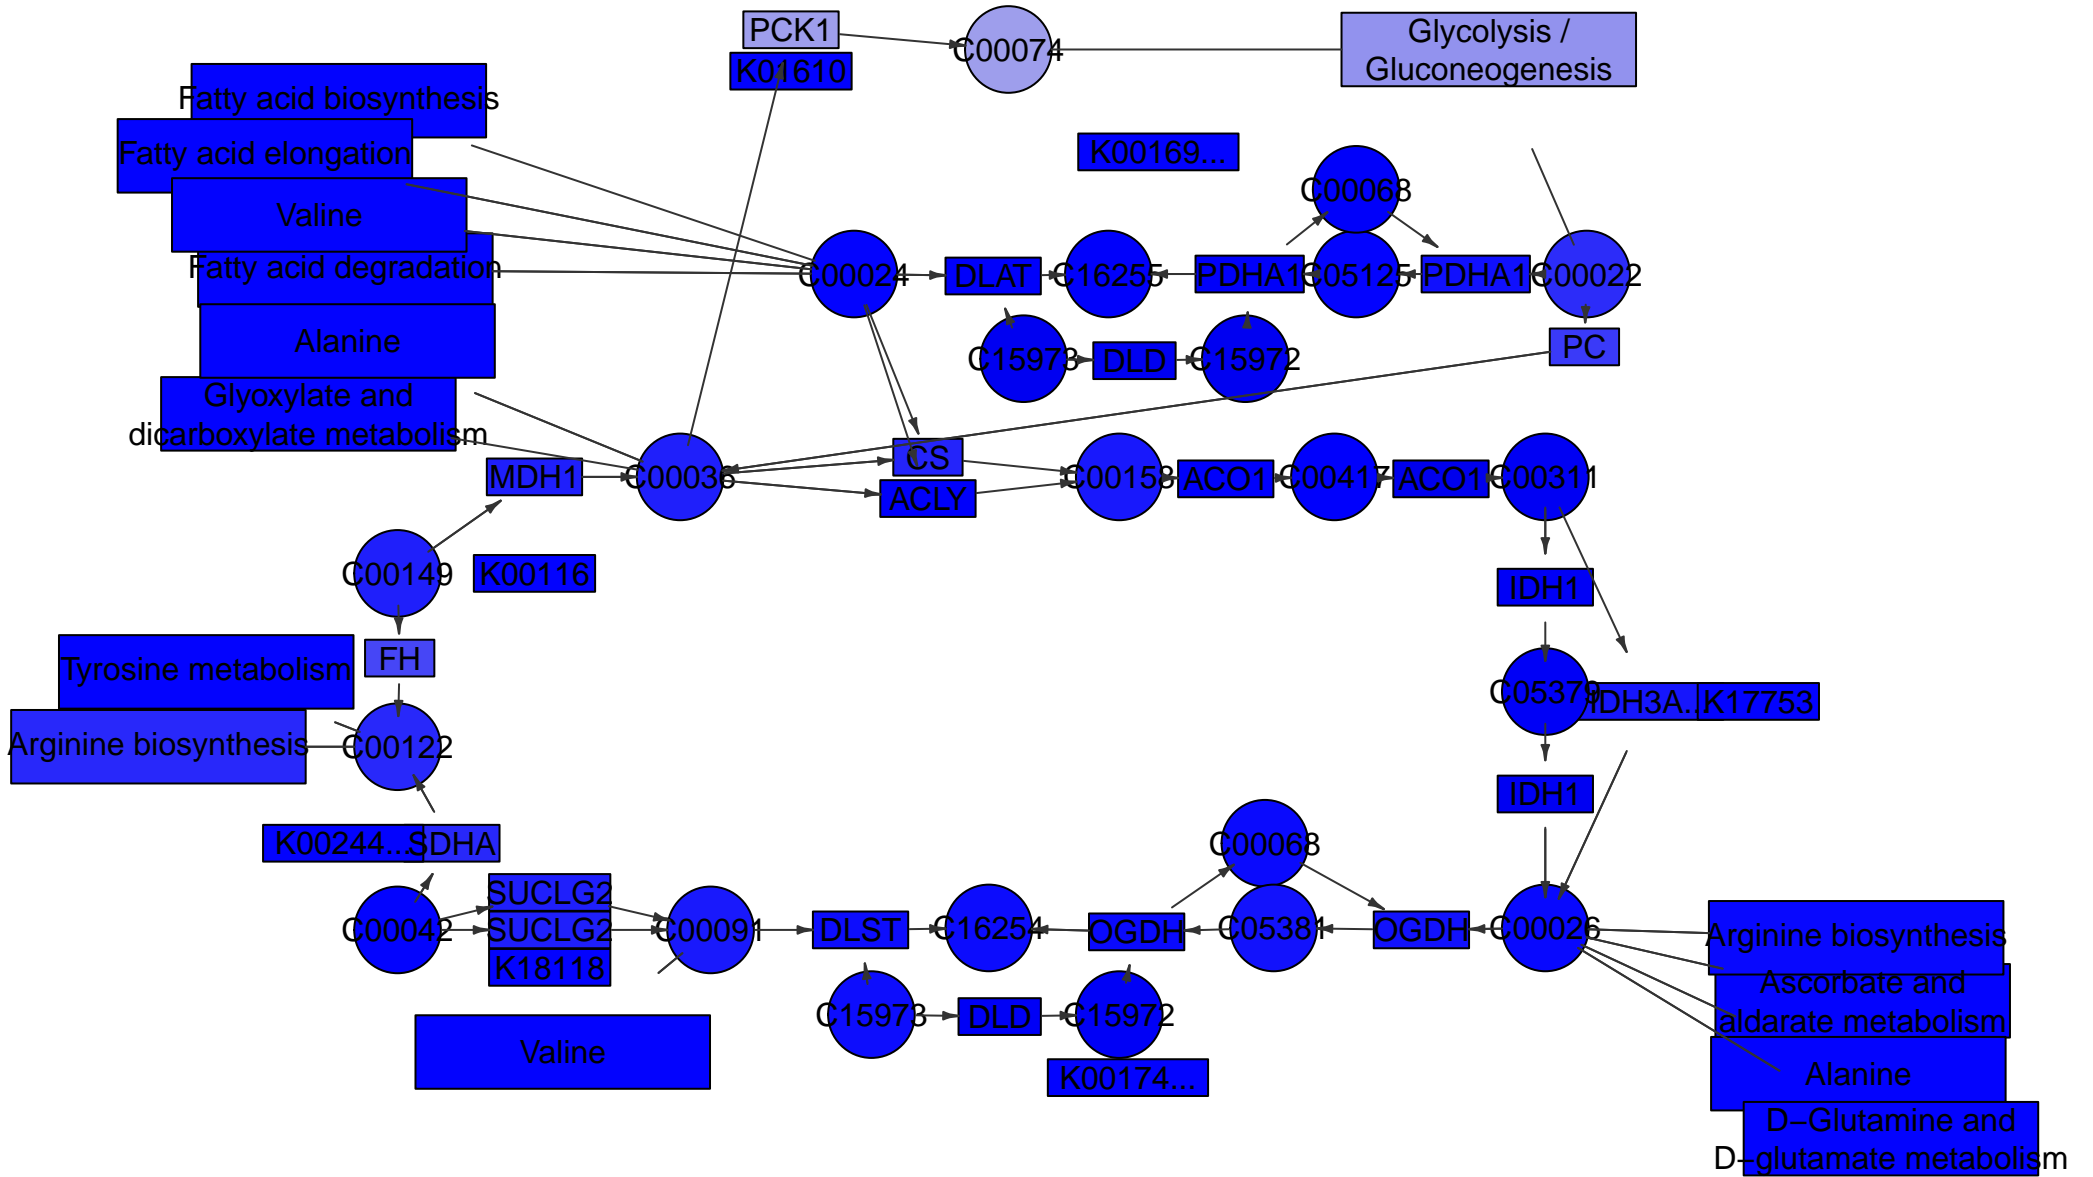 PCK1
C00074
Glycolysis /
Gluconeogenesis
K01610
Fatty acid biosynthesis
Fatty acid elongation
K00169...
C00068
Valine
Fatty acid degradation
C00024
DLAT
C16255
PDHA1
C05125
PDHA1
C00022
Alanine
C15973
DLD
C15972
PC
Glyoxylate and
dicarboxylate metabolism
MDH1
C00036
CS
ACLY
C00158
ACO1
C00417
ACO1
C00311
C00149
K00116
IDH1
FH
Tyrosine metabolism
C05379
IDH3A...
K17753
Arginine biosynthesis
C00122
IDH1
K00244...
SDHA
C00068
SUCLG2
C00042
SUCLG2
C00091
DLST
C16254
OGDH
C05381
OGDH
C00026
Arginine biosynthesis
K18118
Ascorbate and
aldarate metabolism
C15973
DLD
C15972
Valine
K00174...
Alanine
D–Glutamine and
D–glutamate metabolism